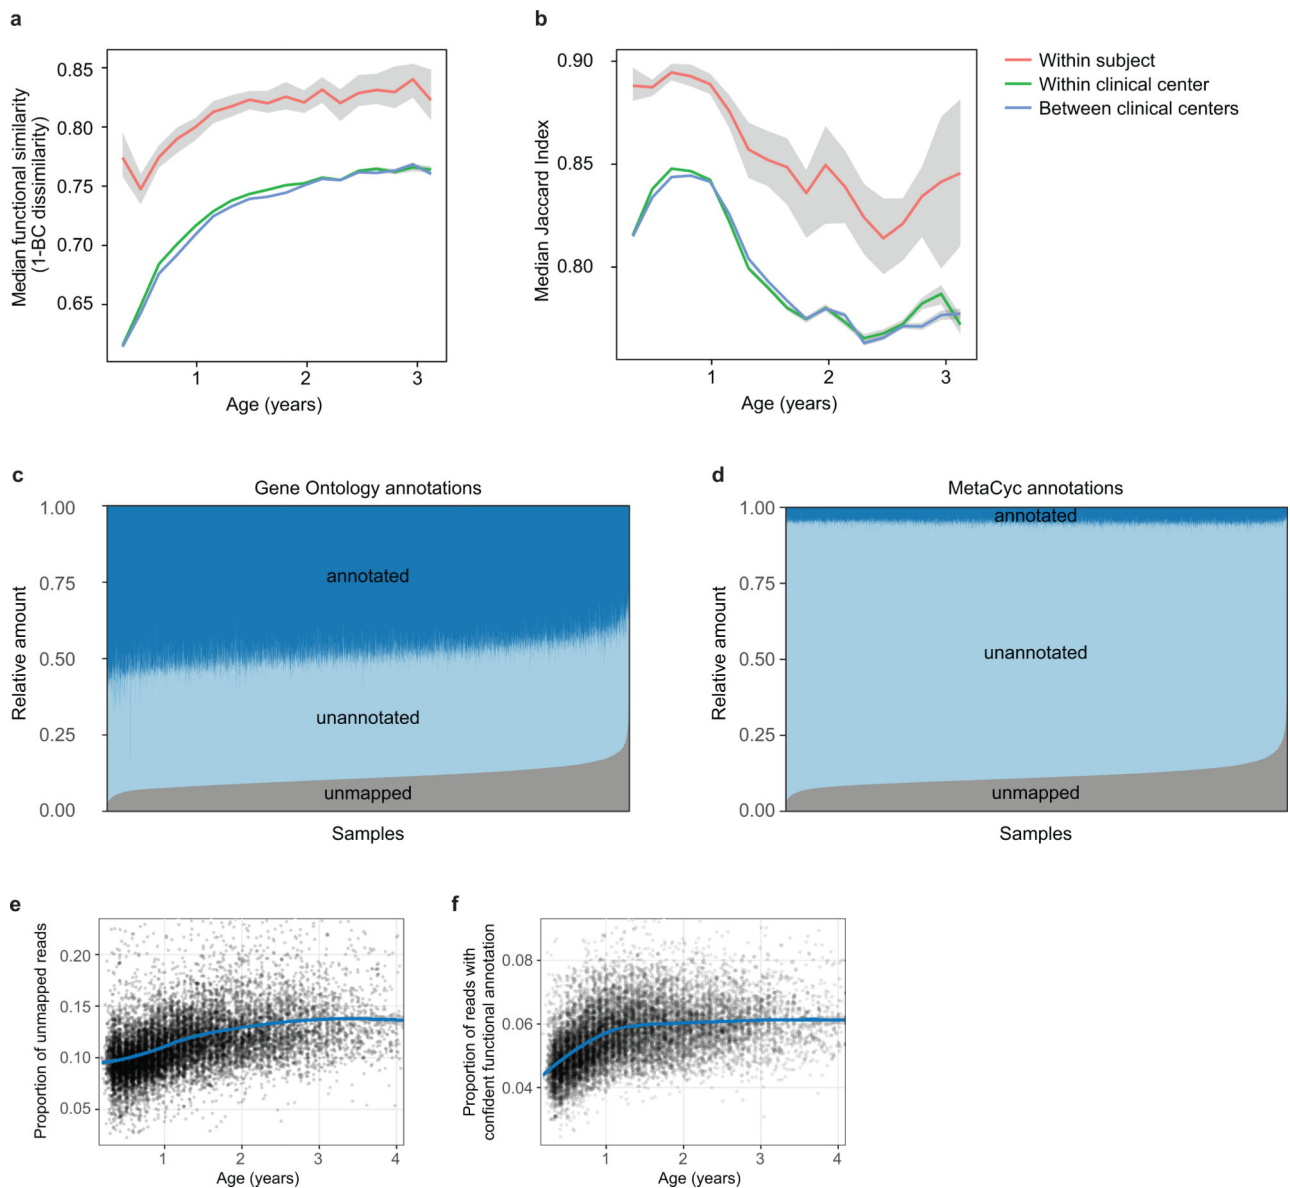 a
Median functional similarity
(1-BC dissimilarity)
0.85
0.80
0.75
0.70
0.65
1
2
3
Age (years)
b
Median Jaccard Index
0.90
0.85
0.80
1
2
3
Age (years)
Within subject
Within clinical center
Between clinical centers
c
Gene Ontology annotations
Relative amount
1.00
0.75
0.50
0.25
0.00
annotated
unannotated
unmapped
Samples
d
MetaCyc annotations
Relative amount
1.00
0.75
0.50
0.25
0.00
annotated
unannotated
unmapped
Samples
e
Proportion of unmapped reads
0.20
0.15
0.10
0.05
1
2
3
4
Age (years)
f
Proportion of reads with
confident functional annotation
0.08
0.06
0.04
1
2
3
4
Age (years)